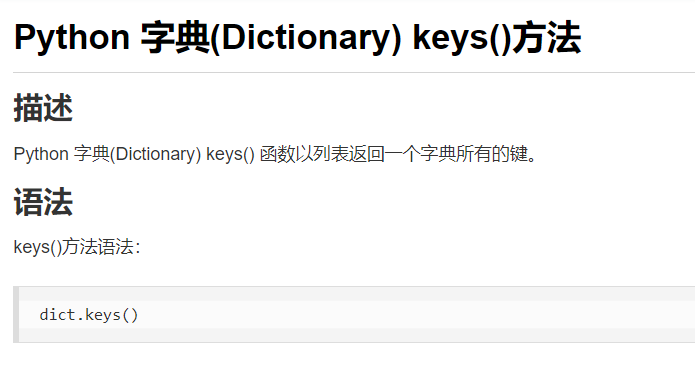 Python 字典(Dictionary) keys()方法
描述
Python 字典(Dictionary) keys() 函数以列表返回一个字典所有的键。
语法
keys()方法语法：
dict.keys()